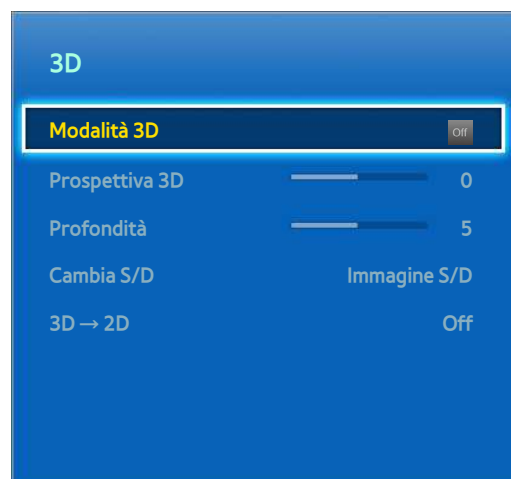 3D
Modalità 3D Off
Prospettiva 3D 0
Profondità 5
Cambia S/D Immagine S/D
3D → 2D Off